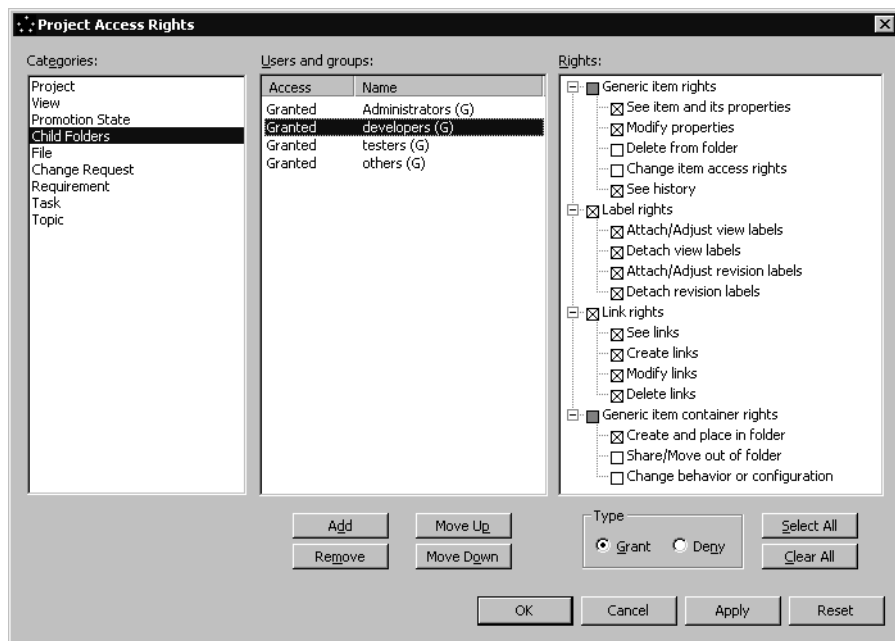 Project Access Rights
Categories:
Project
View
Promotion State
Child Folders
File
Change Request
Requirement
Task
Topic
Users and groups:
Access Name
Granted Administrators (G)
Granted developers (G)
Granted testers (G)
Granted others (G)
Rights:
Generic item rights
See item and its properties
Modify properties
Delete from folder
Change item access rights
See history
Label rights
Attach/Adjust view labels
Detach view labels
Attach/Adjust revision labels
Detach revision labels
Link rights
See links
Create links
Modify links
Delete links
Generic item container rights
Create and place in folder
Share/Move out of folder
Change behavior or configuration
Add Move Up
Remove Move Down
Type
Grant Deny
Select All
Clear All
OK Cancel Apply Reset